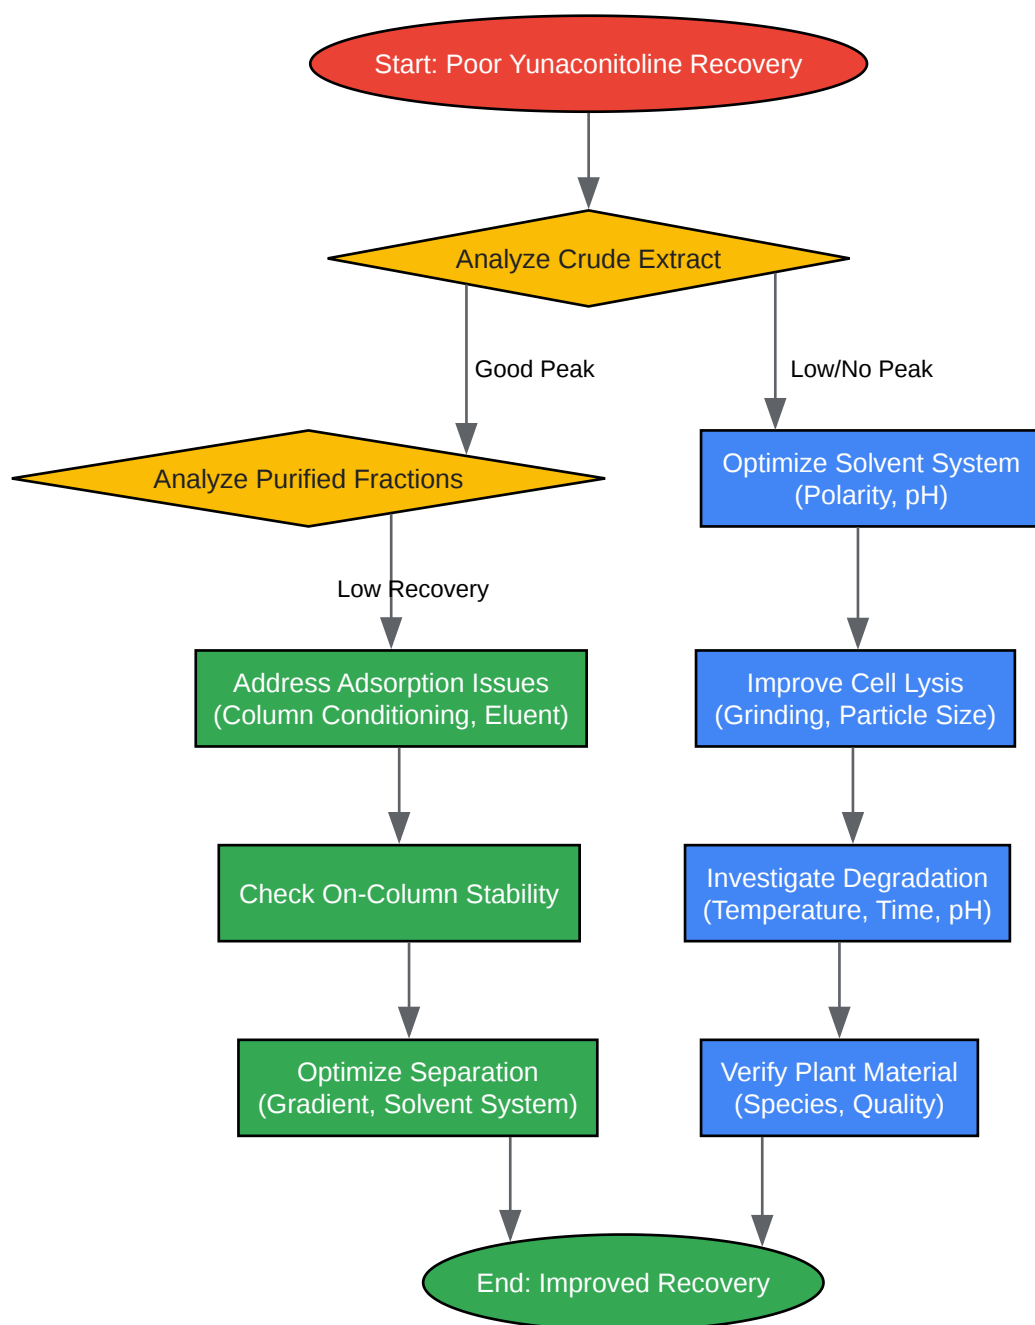 Start: Poor Yunaconitoline Recovery
Analyze Crude Extract
Good Peak
Low/No Peak
Analyze Purified Fractions
Optimize Solvent System
(Polarity, pH)
Low Recovery
Address Adsorption Issues
(Column Conditioning, Eluent)
Improve Cell Lysis
(Grinding, Particle Size)
Check On-Column Stability
Investigate Degradation
(Temperature, Time, pH)
Optimize Separation
(Gradient, Solvent System)
Verify Plant Material
(Species, Quality)
End: Improved Recovery